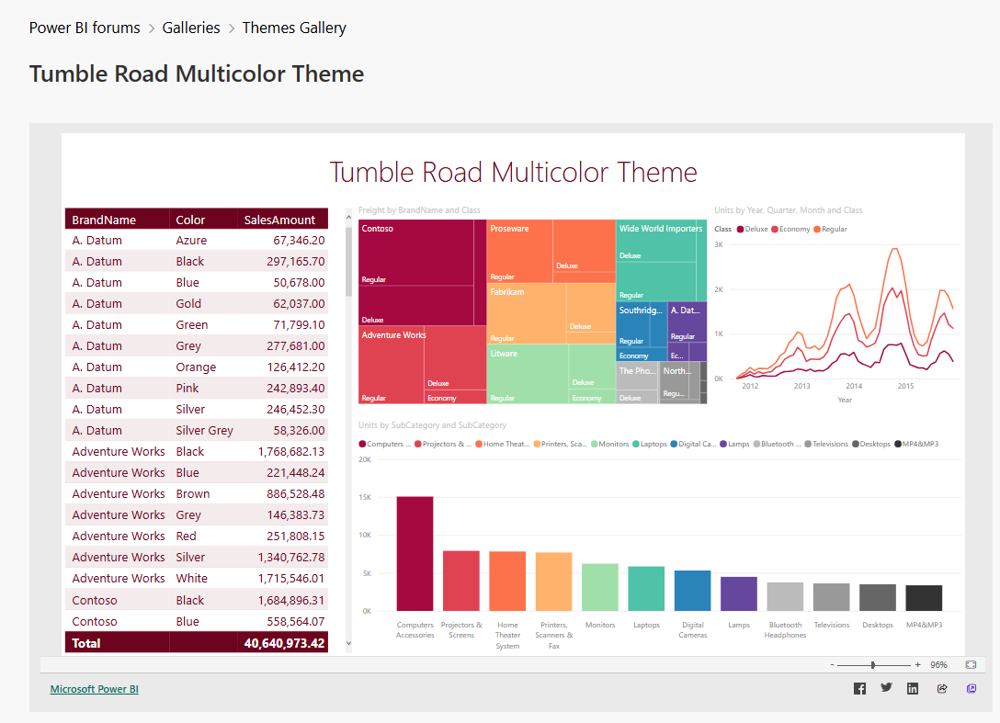 Power BI forums > Galleries > Themes Gallery
Tumble Road Multicolor Theme
Tumble Road Multicolor Theme
BrandName Color SalesAmount
A. Datum Azure 67,346.20
A. Datum Black 297,165.70
A. Datum Blue 50,678.00
A. Datum Gold 62,037.00
A. Datum Green 71,799.10
A. Datum Grey 277,681.00
A. Datum Orange 126,412.20
A. Datum Pink 242,893.40
A. Datum Silver 246,452.30
A. Datum Silver Grey 58,326.00
Adventure Works Black 1,768,682.13
Adventure Works Blue 221,448.24
Adventure Works Brown 886,528.48
Adventure Works Grey 146,383.73
Adventure Works Red 251,808.15
Adventure Works Silver 1,340,762.78
Adventure Works White 1,715,546.01
Contoso Black 1,684,896.31
Contoso Blue 558,564.07
Total 40,640,973.42
Freight by BrandName and Class
Contoso
Regular
Deluxe
Adventure Works
Deluxe
Regular
Economy
Proseware
Deluxe
Regular
Fabrikam
Deluxe
Regular
Litware
Deluxe
Regular
Economy
Wide World Importers
Deluxe
Regular
Southridg...
Regular
Economy
A. Dat...
Regular
Ec...
The Pho...
Deluxe
North...
Regu...
Units by Year, Quarter, Month and Class
Class Deluxe Economy Regular
3K
2K
1K
0K
2012 2013 2014 2015
Year
Units by SubCategory and SubCategory
Computers ... Projectors & ... Home Theat... Printers, Sca... Monitors Laptops Digital Ca... Lamps Bluetooth ... Televisions Desktops MP4&MP3
20K
15K
10K
5K
0K
Computers Projectors & Home Printers, Monitors Laptops Digital Lamps Bluetooth Televisions Desktops MP4&MP3
Accessories Screens Theater Scanners & Cameras Headphones
System Fax
- + 96%
Microsoft Power BI